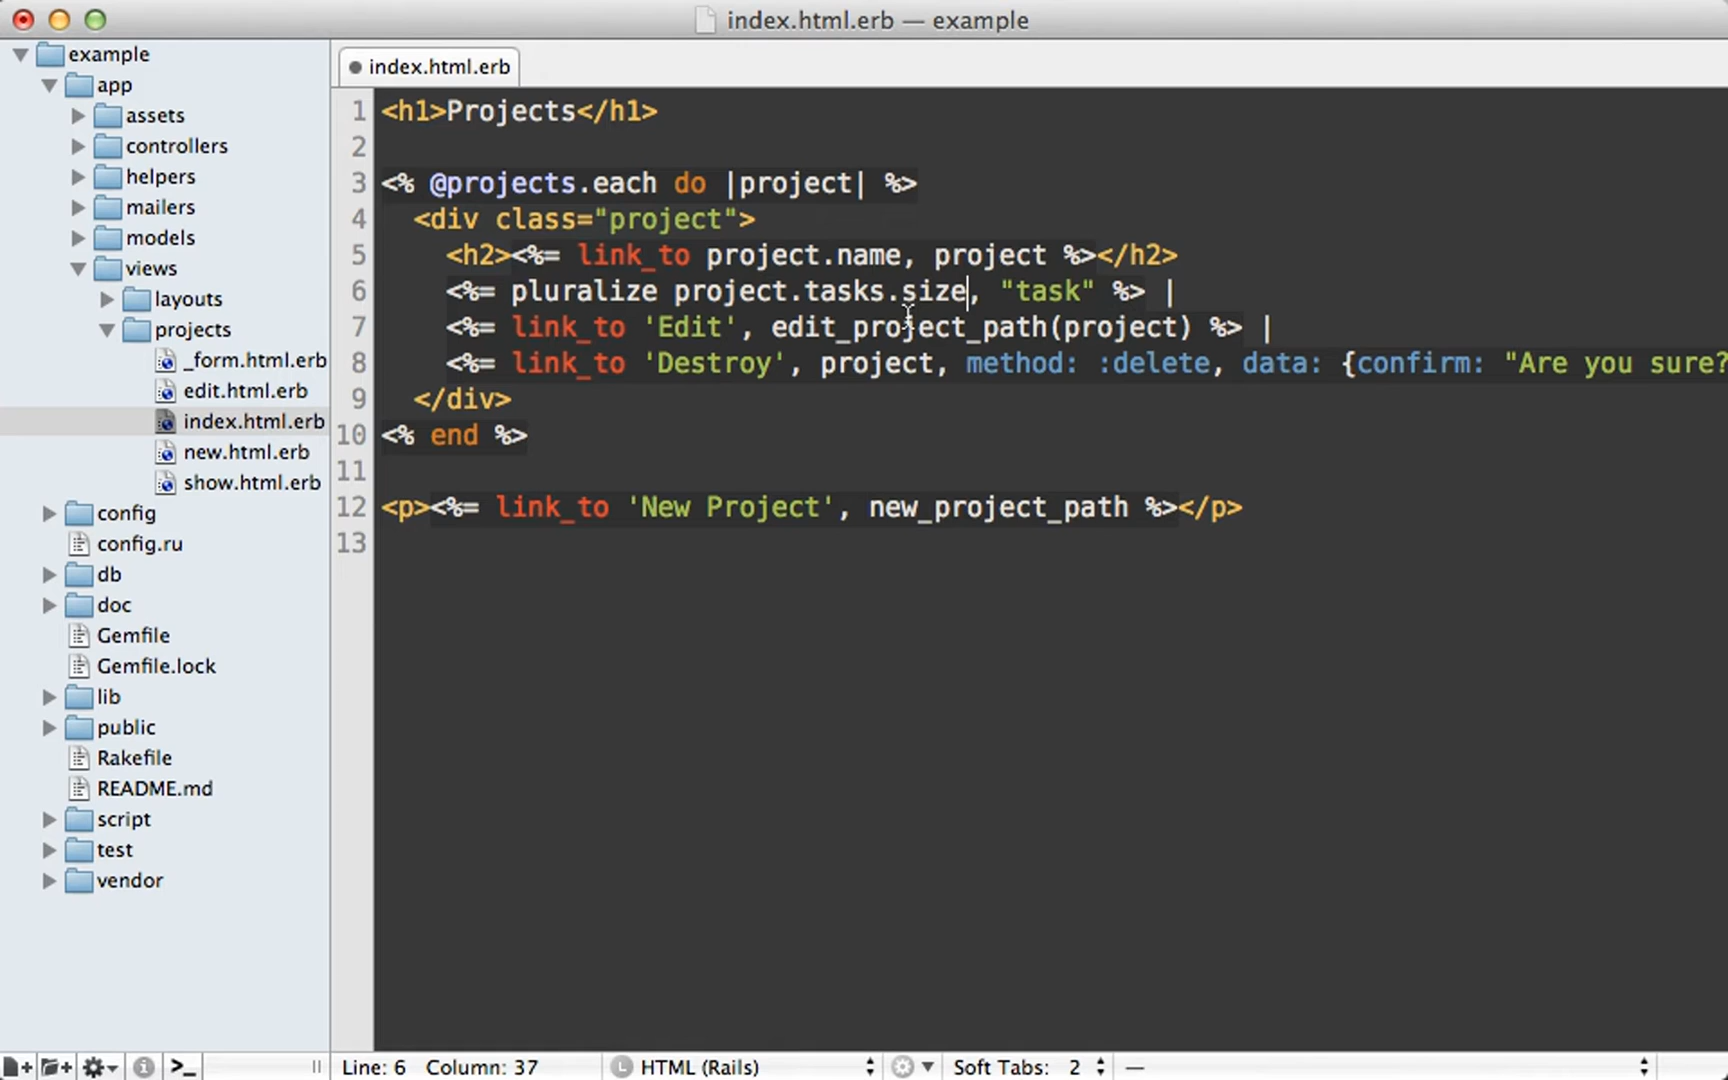 index.html.erb — example
example
app
assets
controllers
helpers
mailers
models
views
layouts
projects
_form.html.erb
edit.html.erb
index.html.erb
new.html.erb
show.html.erb
config
config.ru
db
doc
Gemfile
Gemfile.lock
lib
public
Rakefile
README.md
script
test
vendor
index.html.erb
1 <h1>Projects</h1>
2
3 <% @projects.each do |project| %>
4 <div class="project">
5 <h2><%= link_to project.name, project %></h2>
6 <%= pluralize project.tasks.size, "task" %> |
7 <%= link_to 'Edit', edit_project_path(project) %> |
8 <%= link_to 'Destroy', project, method: :delete, data: {confirm: "Are you sure?
9 </div>
10 <% end %>
11
12 <p><%= link_to 'New Project', new_project_path %></p>
13
Line: 6 Column: 37 L HTML (Rails) Soft Tabs: 2 —